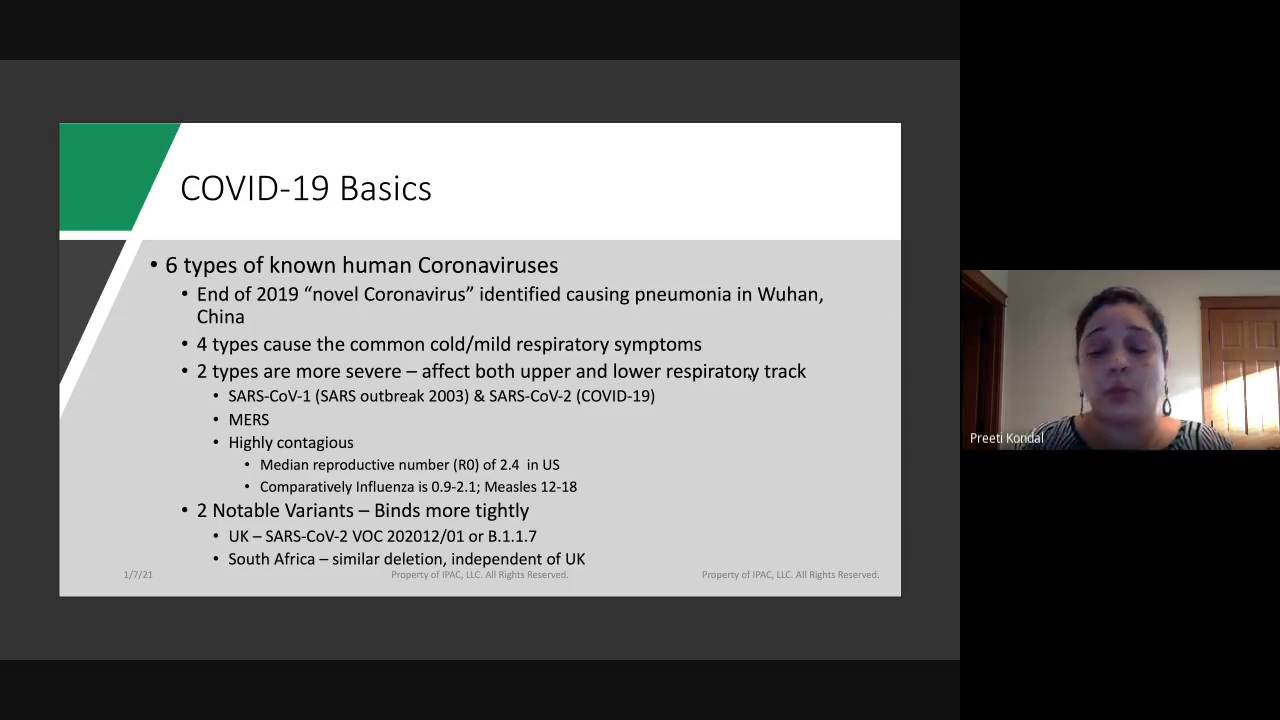 COVID-19 Basics
• 6 types of known human Coronaviruses
• End of 2019 “novel Coronavirus” identified causing pneumonia in Wuhan,
China
• 4 types cause the common cold/mild respiratory symptoms
• 2 types are more severe – affect both upper and lower respiratory track
• SARS-CoV-1 (SARS outbreak 2003) & SARS-CoV-2 (COVID-19)
• MERS
• Highly contagious
• Median reproductive number (R0) of 2.4 in US
• Comparatively Influenza is 0.9-2.1; Measles 12-18
• 2 Notable Variants – Binds more tightly
• UK – SARS-CoV-2 VOC 202012/01 or B.1.1.7
• South Africa – similar deletion, independent of UK
1/7/21
Property of IPAC, LLC. All Rights Reserved.
Property of IPAC, LLC. All Rights Reserved.
Preeti Kondal